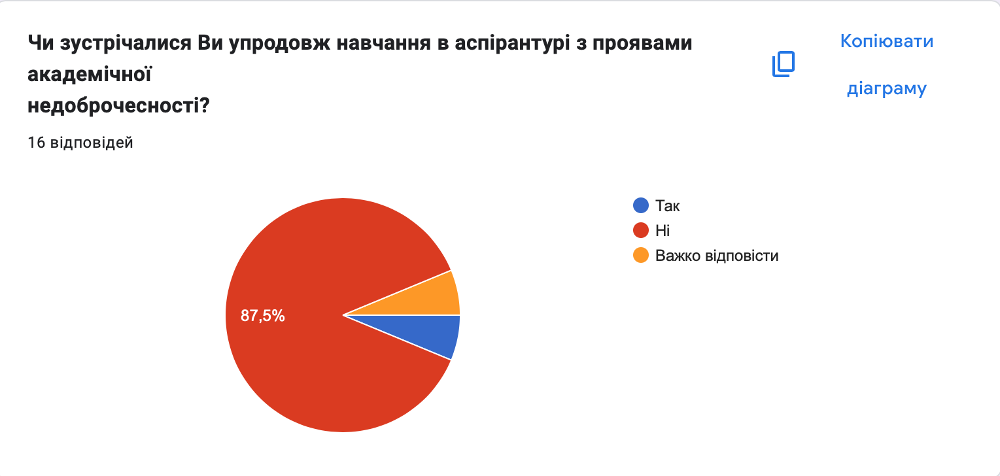 Чи зустрічалися Ви упродовж навчання в аспірантурі з проявами
академічної
недоброчесності?
Копіювати
діаграму
16 відповідей
Так
Ні
Важко відповісти
87,5%